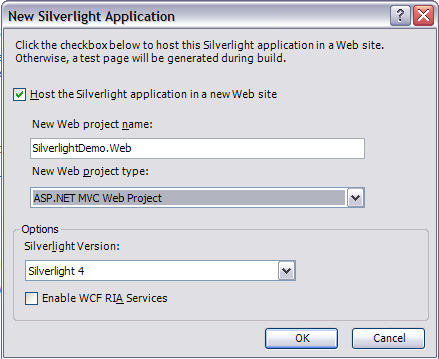 New Silverlight Application
Click the checkbox below to host this Silverlight application in a Web site.
Otherwise, a test page will be generated during build.
Host the Silverlight application in a new Web site
New Web project name:
SilverlightDemo.Web
New Web project type:
ASP.NET MVC Web Project
Options
Silverlight Version:
Silverlight 4
Enable WCF RIA Services
OK
Cancel